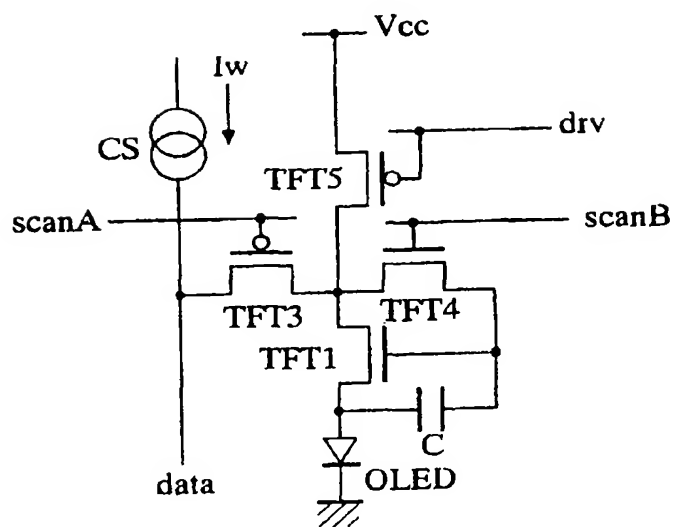 Vcc
Iw
CS
drv
TFT5
scanA
scanB
TFT3
TFT4
TFT1
C
OLED
data